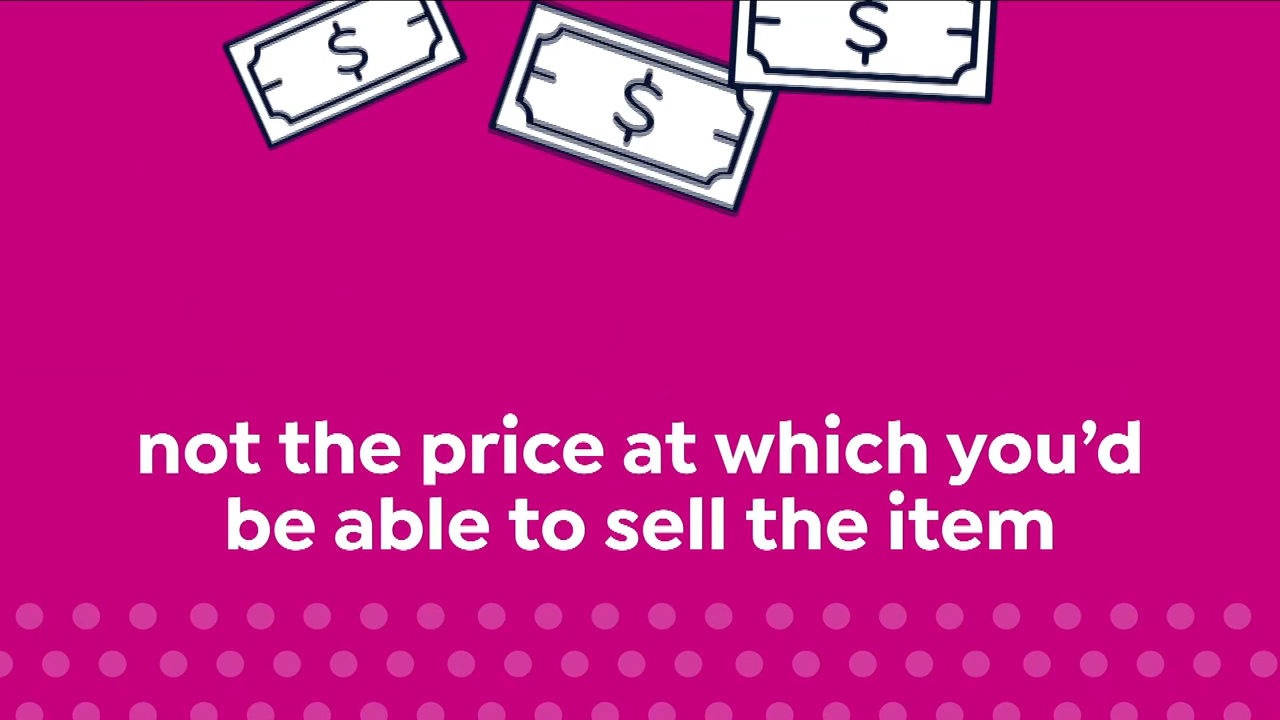 $ $ $
not the price at which you’d
be able to sell the item